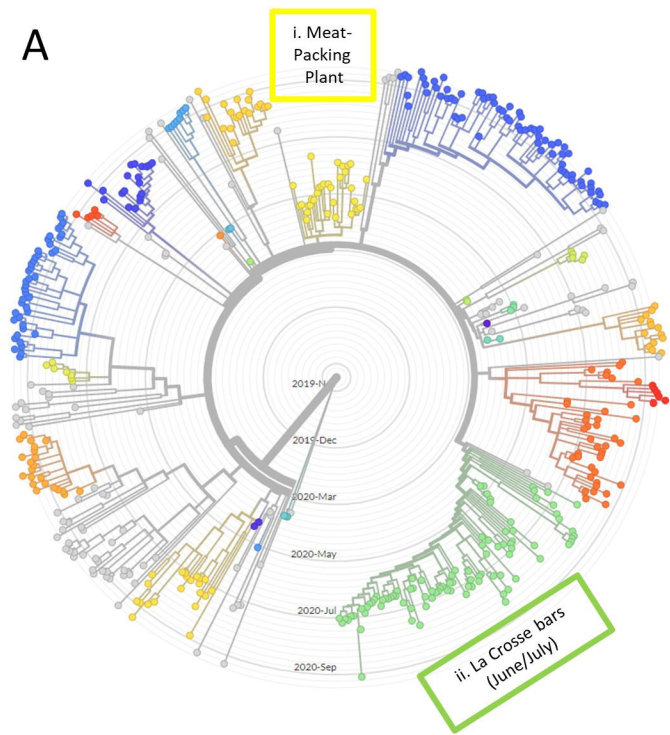 A
i. Meat-
Packing
Plant
2019-N
2019-Dec
2020-Mar
2020-May
2020-Jul
2020-Sep
ii. La Crosse bars
(June/July)